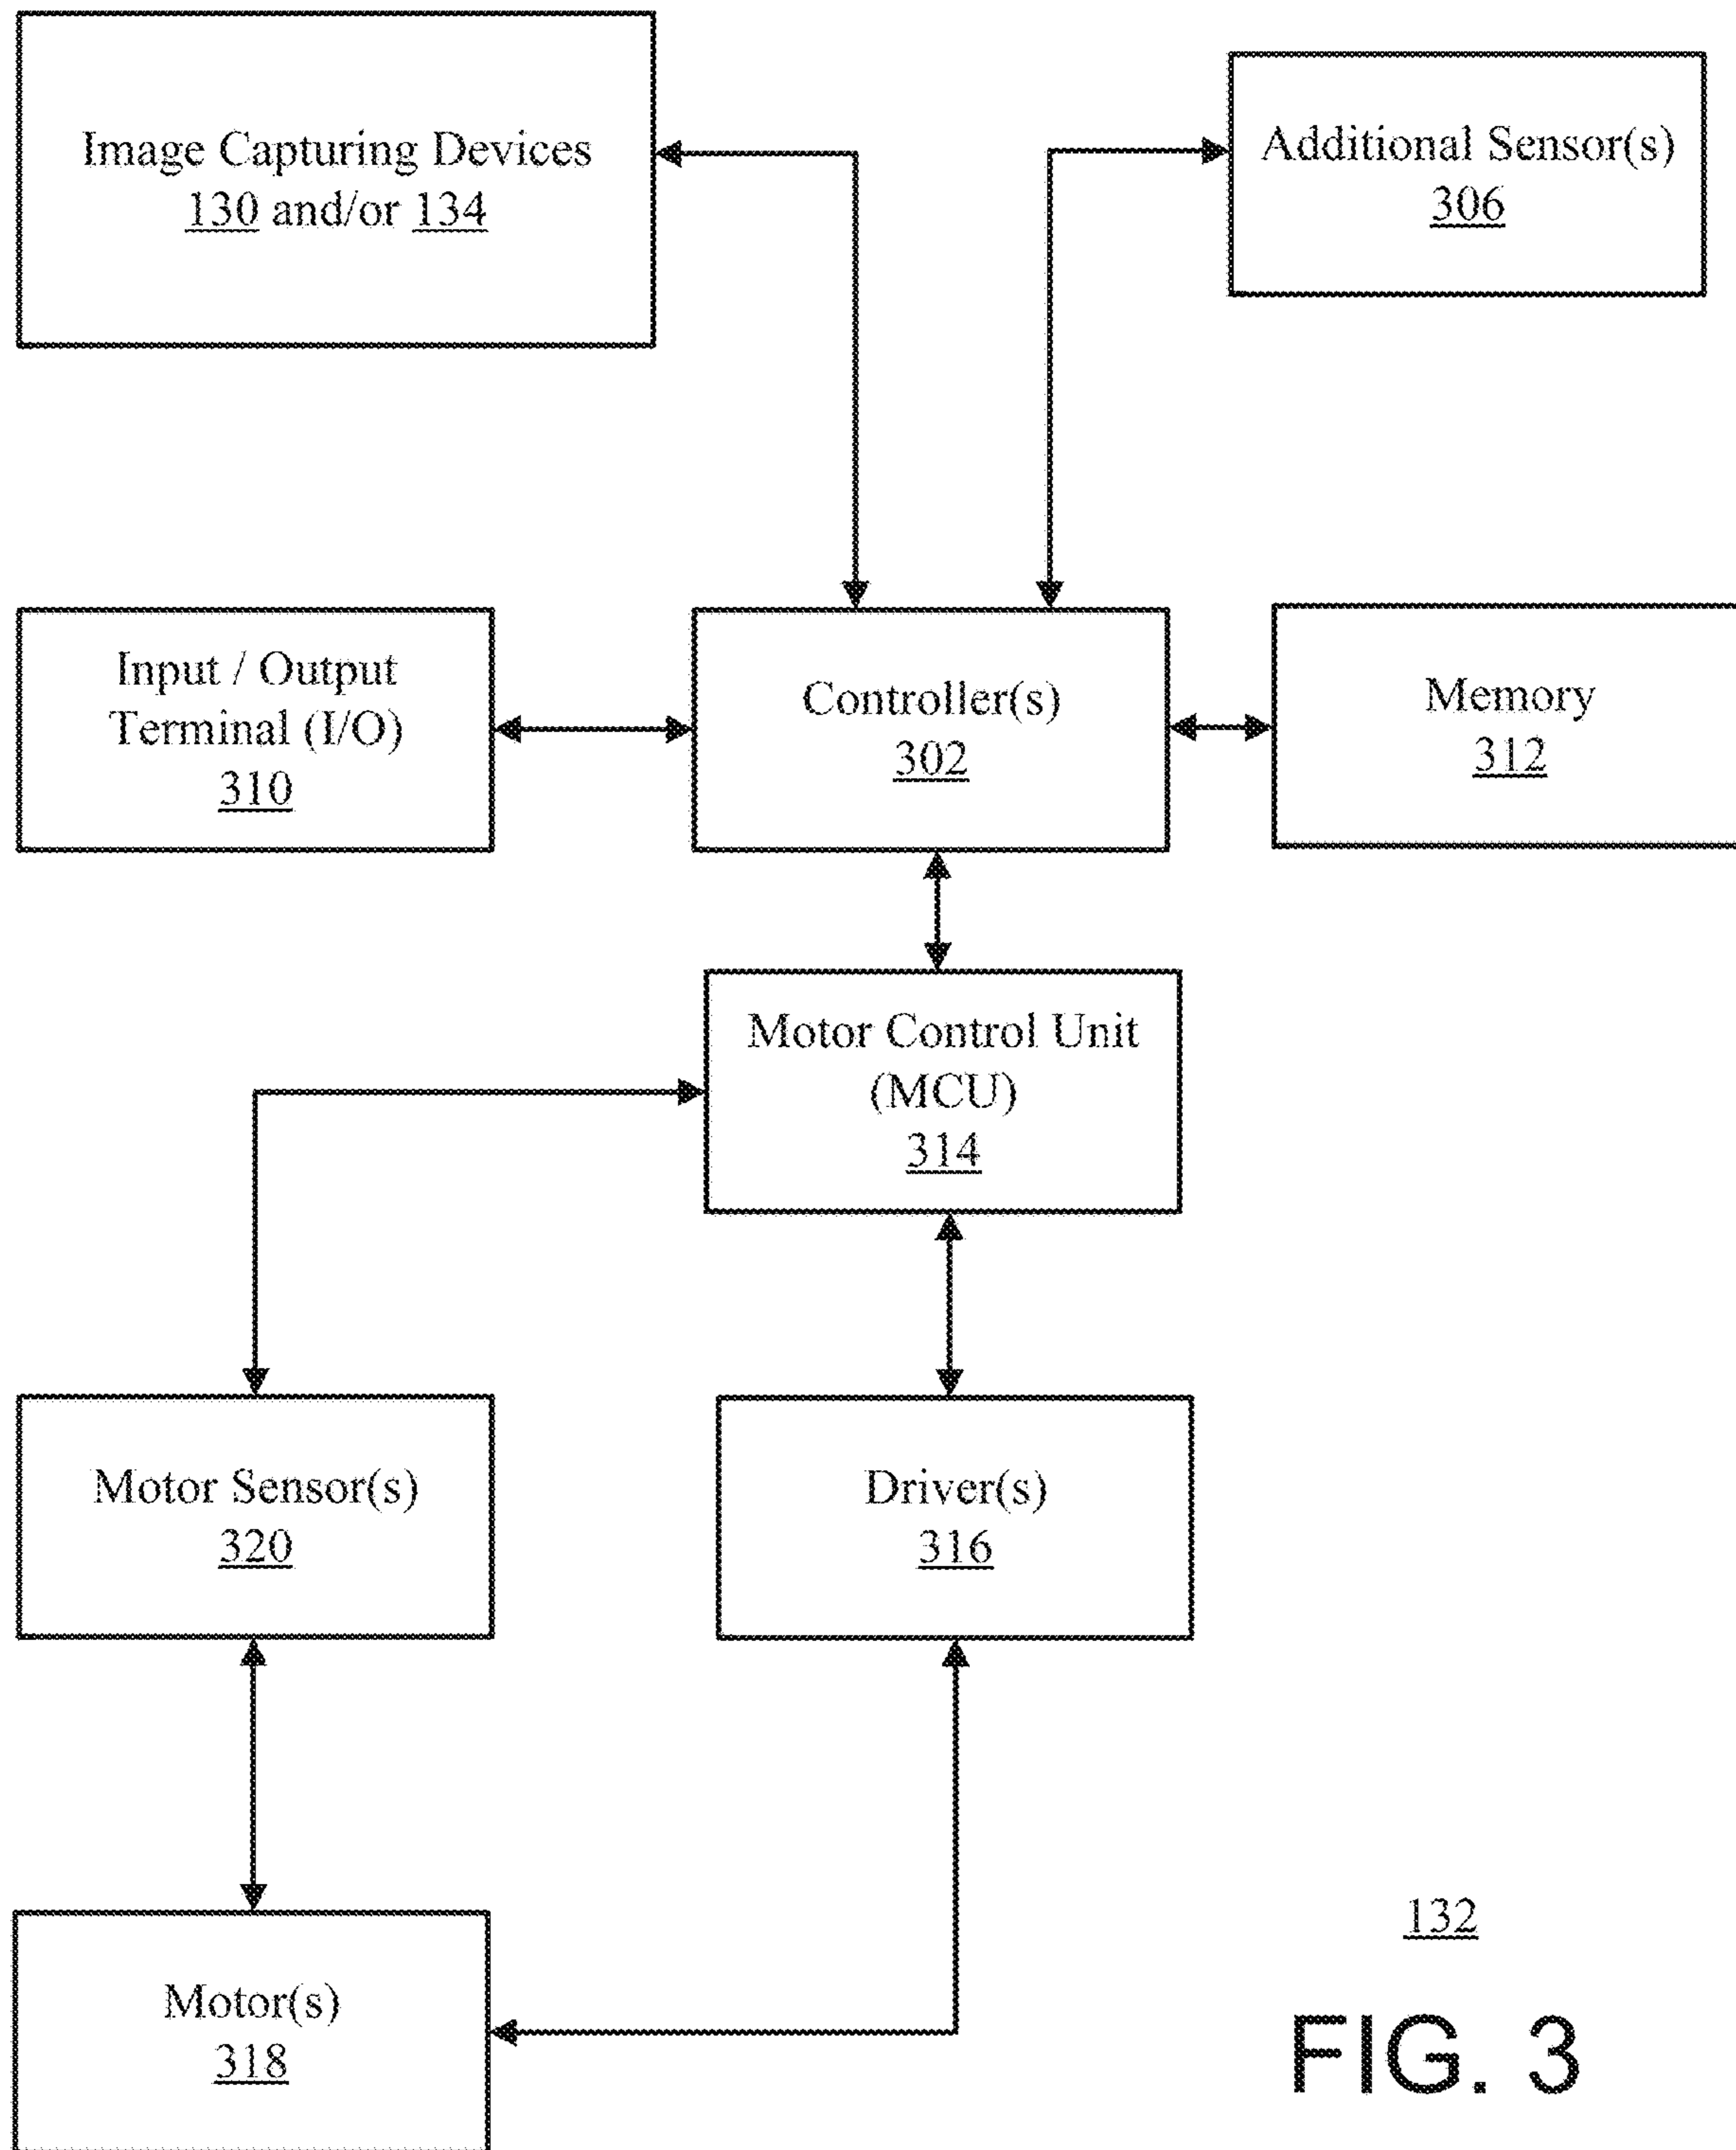 Image Capturing Devices
130 and/or 134
Additional Sensor(s)
306
Input / Output
Terminal (I/O)
310
Controller(s)
302
Memory
312
Motor Control Unit
(MCU)
314
Motor Sensor(s)
320
Driver(s)
316
Motor(s)
318
132
FIG. 3